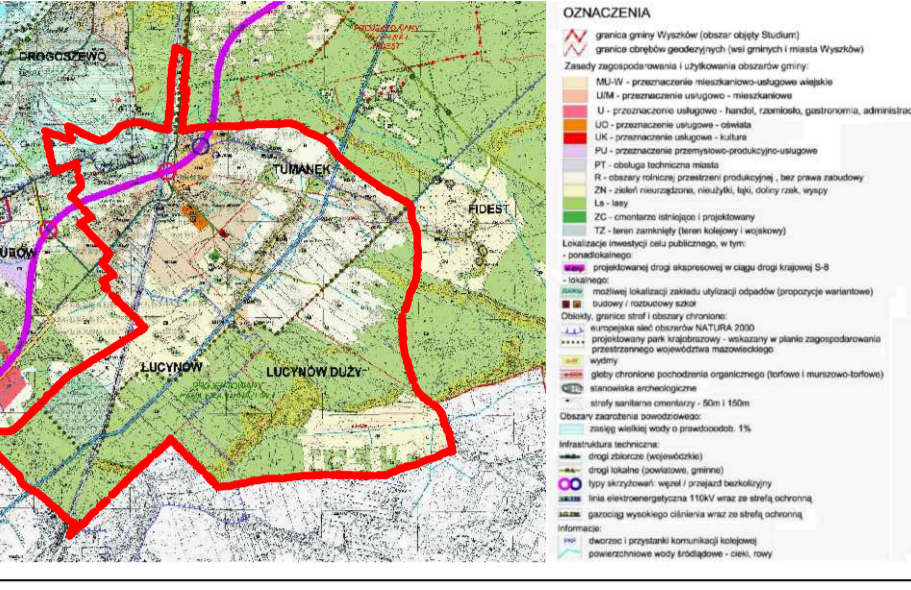 DROGOSZEWO
TUMANEK
FIDEST
ŁUCYNÓW
LUCYNÓW DUŻY
OZNACZENIA
granica gminy Wyszków (obszar objęty Studium)
granice obrębów geodezyjnych (wsi gminnych i miasta Wyszków)
Zasady zagospodarowania i użytkowania obszarów gminy:
MU-W - przeznaczenie mieszkaniowo-usługowe wiejskie
U/M - przeznaczenie usługowo - mieszkaniowe
U - przeznaczenie usługowe - handel, rzemiosło, gastronomia, administrac
UO - przeznaczenie usługowe - oświata
UK - przeznaczenie usługowe - kultura
PU - przeznaczenie przemysłowo-produkcyjno-usługowe
PT - obsługa techniczna miasta
R - obszary rolniczej przestrzeni produkcyjnej , bez prawa zabudowy
ZN - zieleń nieurządzona, nieużytki, łąki, doliny rzek, wyspy
Ls - lasy
ZC - cmentarze istniejące i projektowany
TZ - teren zamknięty (teren kolejowy i wojskowy)
Lokalizacje inwestycji celu publicznego, w tym:
- ponadlokalnego:
projektowanej drogi ekspresowej w ciągu drogi krajowej S-8
- lokalnego:
możliwej lokalizacji zakładu utylizacji odpadów (propozycje wariantowe)
budowy / rozbudowy szkół
Obiekty, granice stref i obszary chronione:
europejska sieć obszarów NATURA 2000
projektowany park krajobrazowy - wskazany w planie zagospodarowania
przestrzennego województwa mazowieckiego
wydmy
gleby chronione pochodzenia organicznego (torfowe i murszowo-torfowe)
stanowiska archeologiczne
strefy sanitarne cmentarzy - 50m i 150m
Obszary zagrożenia powodziowego:
zasięg wielkiej wody o prawdopodob. 1%
Infrastruktura techniczna:
drogi zbiorcze (wojewódzkie)
drogi lokalne (powiatowe, gminne)
typy skrzyżowań: węzeł / przejazd bezkolizyjny
linia elektroenergetyczna 110kV wraz ze strefą ochronną
gazociąg wysokiego ciśnienia wraz ze strefą ochronną
Informacje:
PKP dworzec i przystanki komunikacji kolejowej
powierzchniowe wody śródlądowe - cieki, rowy